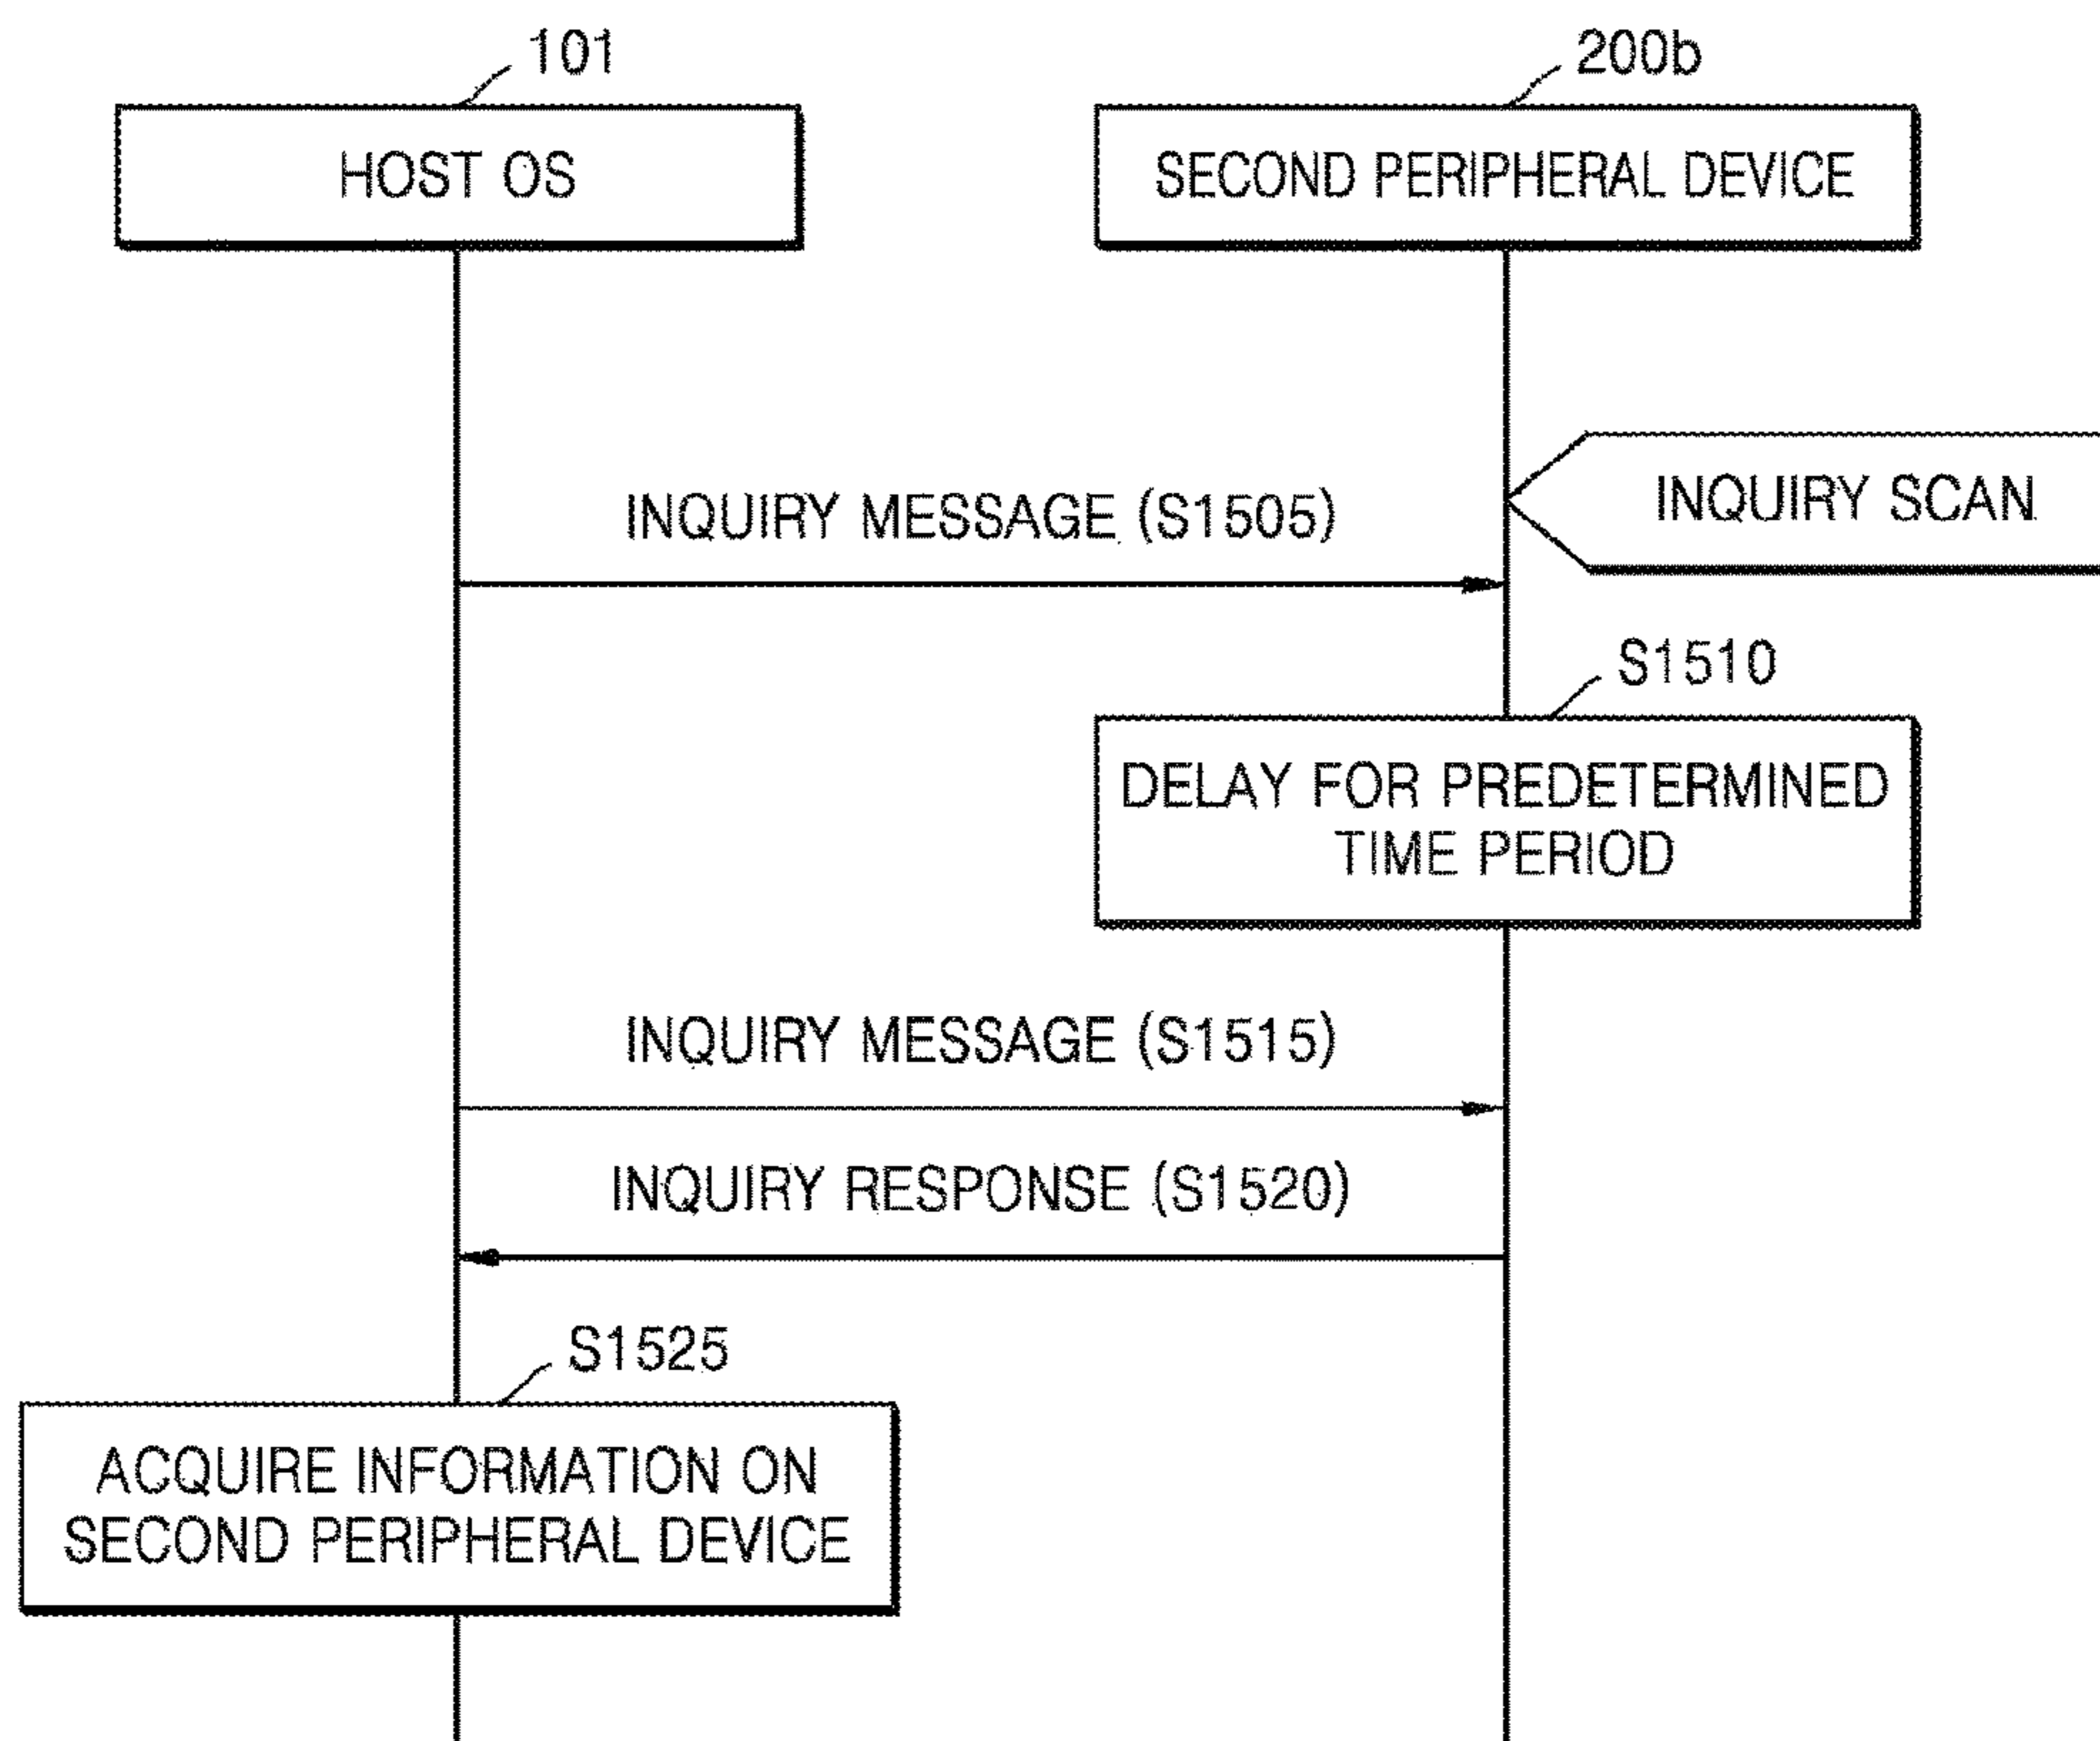 101
200b
HOST OS
SECOND PERIPHERAL DEVICE
INQUIRY SCAN
INQUIRY MESSAGE (S1505)
S1510
DELAY FOR PREDETERMINED
TIME PERIOD
INQUIRY MESSAGE (S1515)
INQUIRY RESPONSE (S1520)
S1525
ACQUIRE INFORMATION ON
SECOND PERIPHERAL DEVICE